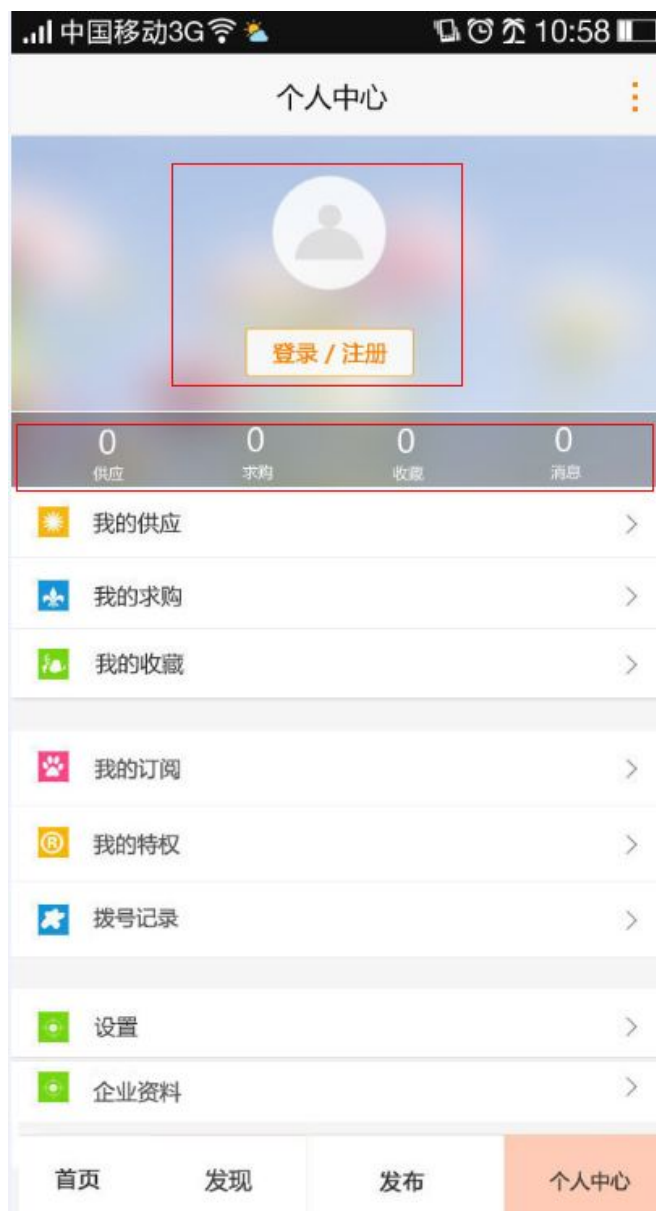 中国移动3G 10:58
个人中心
登录 / 注册
0 0 0 0
供应 求购 收藏 消息
我的供应
我的求购
我的收藏
我的订阅
® 我的特权
拨号记录
设置
企业资料
首页 发现 发布 个人中心